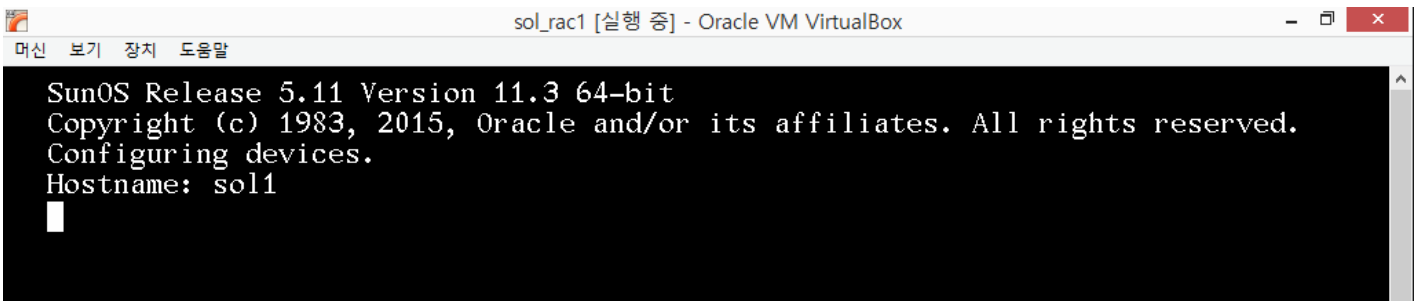 sol_rac1 [실행 중] - Oracle VM VirtualBox
머신 보기 장치 도움말
SunOS Release 5.11 Version 11.3 64-bit
Copyright (c) 1983, 2015, Oracle and/or its affiliates. All rights reserved.
Configuring devices.
Hostname: sol1